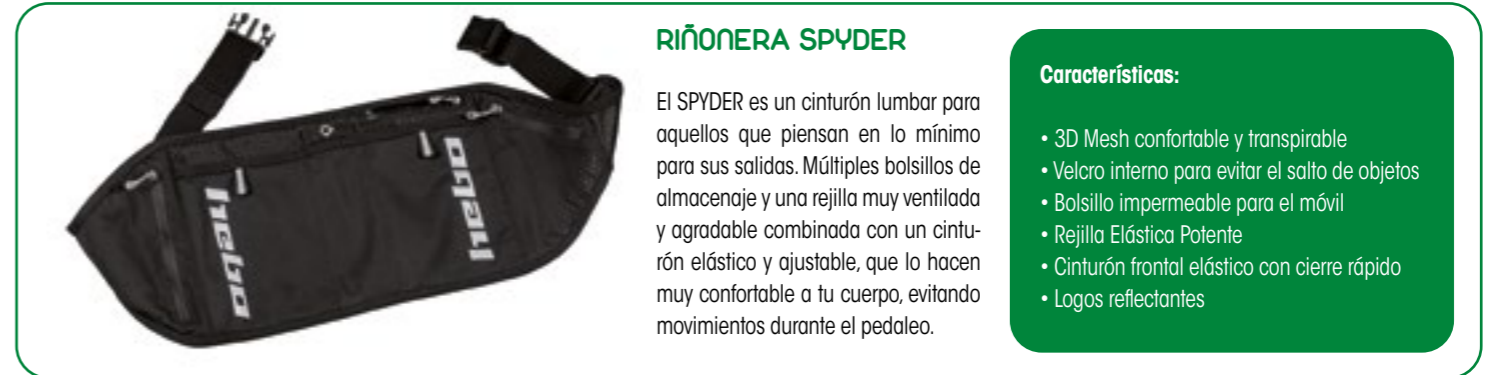 hebo
hebo
RIÑONERA SPYDER
El SPYDER es un cinturón lumbar para
aquellos que piensan en lo mínimo
para sus salidas. Múltiples bolsillos de
almacenaje y una rejilla muy ventilada
y agradable combinada con un cintu-
rón elástico y ajustable, que lo hacen
muy confortable a tu cuerpo, evitando
movimientos durante el pedaleo.
Características:
• 3D Mesh confortable y transpirable
• Velcro interno para evitar el salto de objetos
• Bolsillo impermeable para el móvil
• Rejilla Elástica Potente
• Cinturón frontal elástico con cierre rápido
• Logos reflectantes